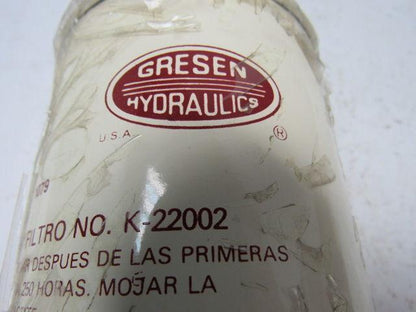 GRESEN
HYDRAULICS
U.S.A.
®
FILTRO NO. K-22002
DESPUES DE LAS PRIMERAS
250 HORAS. MOJAR LA